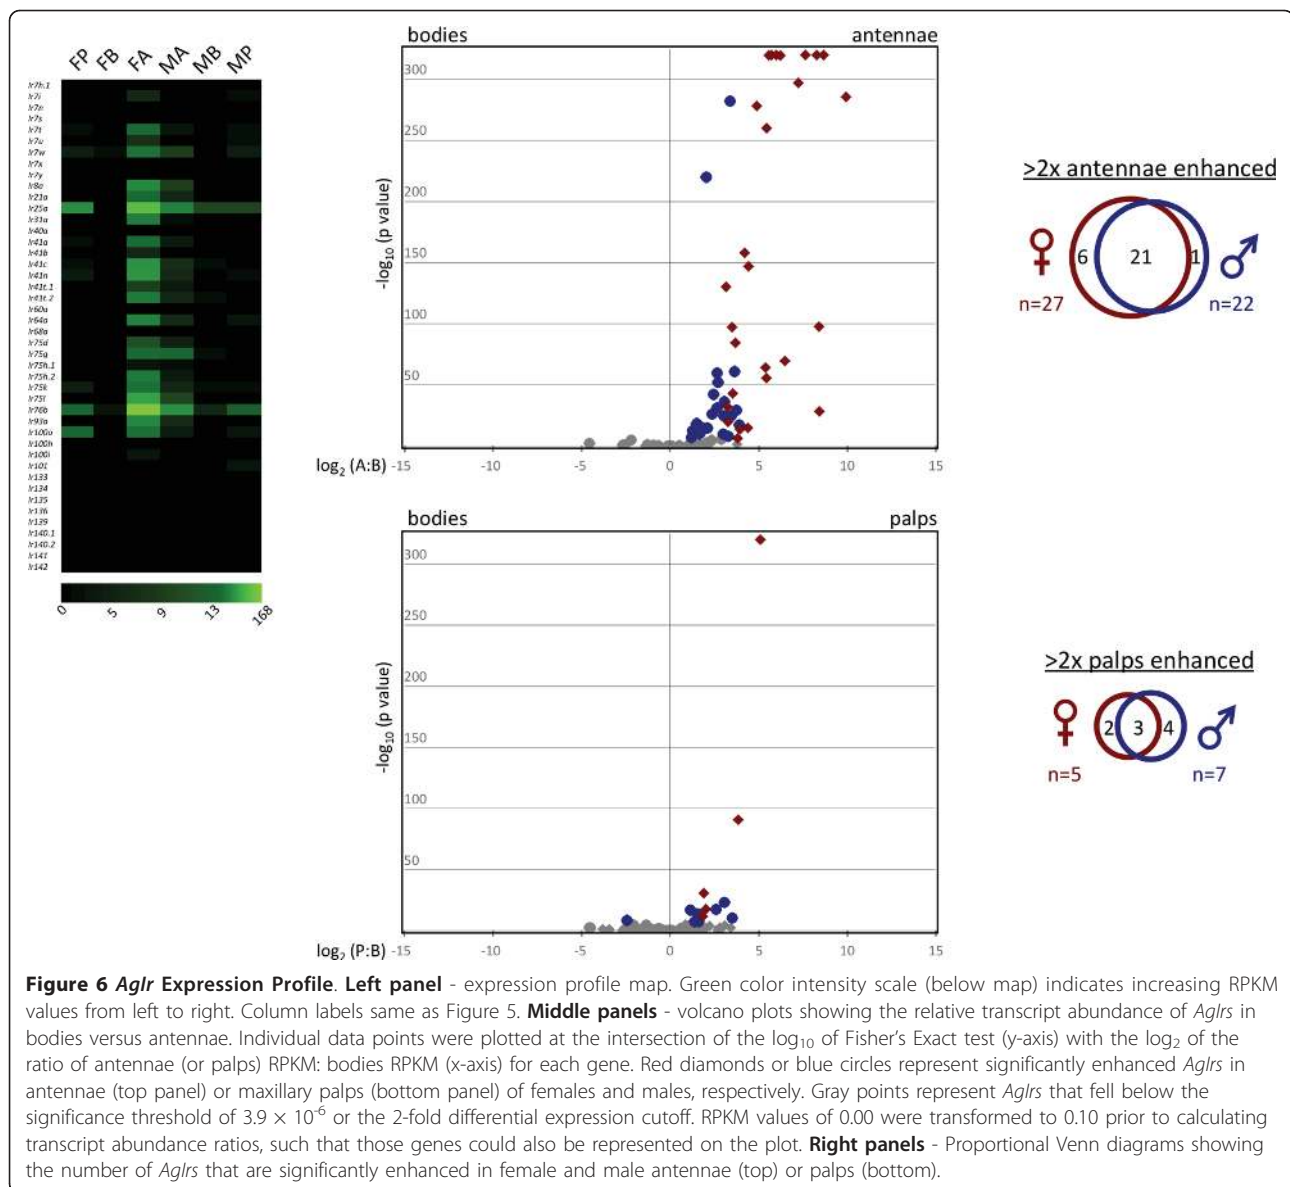 FP FB FA MA MB MP
Ir7h.1
Ir7i
Ir7n
Ir7s
Ir7t
Ir7u
Ir7w
Ir7x
Ir7y
Ir8a
Ir21a
Ir25a
Ir31a
Ir40a
Ir41a
Ir41b
Ir41c
Ir41n
Ir41t.1
Ir41t.2
Ir60a
Ir64a
Ir68a
Ir75d
Ir75g
Ir75h.1
Ir75h.2
Ir75k
Ir75l
Ir76b
Ir93a
Ir100a
Ir100h
Ir100i
Ir101
Ir133
Ir134
Ir135
Ir136
Ir139
Ir140.1
Ir140.2
Ir141
Ir142
0 5 9 13 168
bodies antennae
300
250
200
150
100
50
-log10 (p value)
log2 (A:B) -15 -10 -5 0 5 10 15
>2x antennae enhanced
♀ 6 21 1 ♂
n=27 n=22
bodies palps
300
250
200
150
100
50
-log10 (p value)
log2 (P:B) -15 -10 -5 0 5 10 15
>2x palps enhanced
♀ 2 3 4 ♂
n=5 n=7
Figure 6 AgIr Expression Profile. Left panel - expression profile map. Green color intensity scale (below map) indicates increasing RPKM
values from left to right. Column labels same as Figure 5. Middle panels - volcano plots showing the relative transcript abundance of AgIrs in
bodies versus antennae. Individual data points were plotted at the intersection of the log10 of Fisher's Exact test (y-axis) with the log2 of the
ratio of antennae (or palps) RPKM: bodies RPKM (x-axis) for each gene. Red diamonds or blue circles represent significantly enhanced AgIrs in
antennae (top panel) or maxillary palps (bottom panel) of females and males, respectively. Gray points represent AgIrs that fell below the
significance threshold of 3.9 × 10-6 or the 2-fold differential expression cutoff. RPKM values of 0.00 were transformed to 0.10 prior to calculating
transcript abundance ratios, such that those genes could also be represented on the plot. Right panels - Proportional Venn diagrams showing
the number of AgIrs that are significantly enhanced in female and male antennae (top) or palps (bottom).